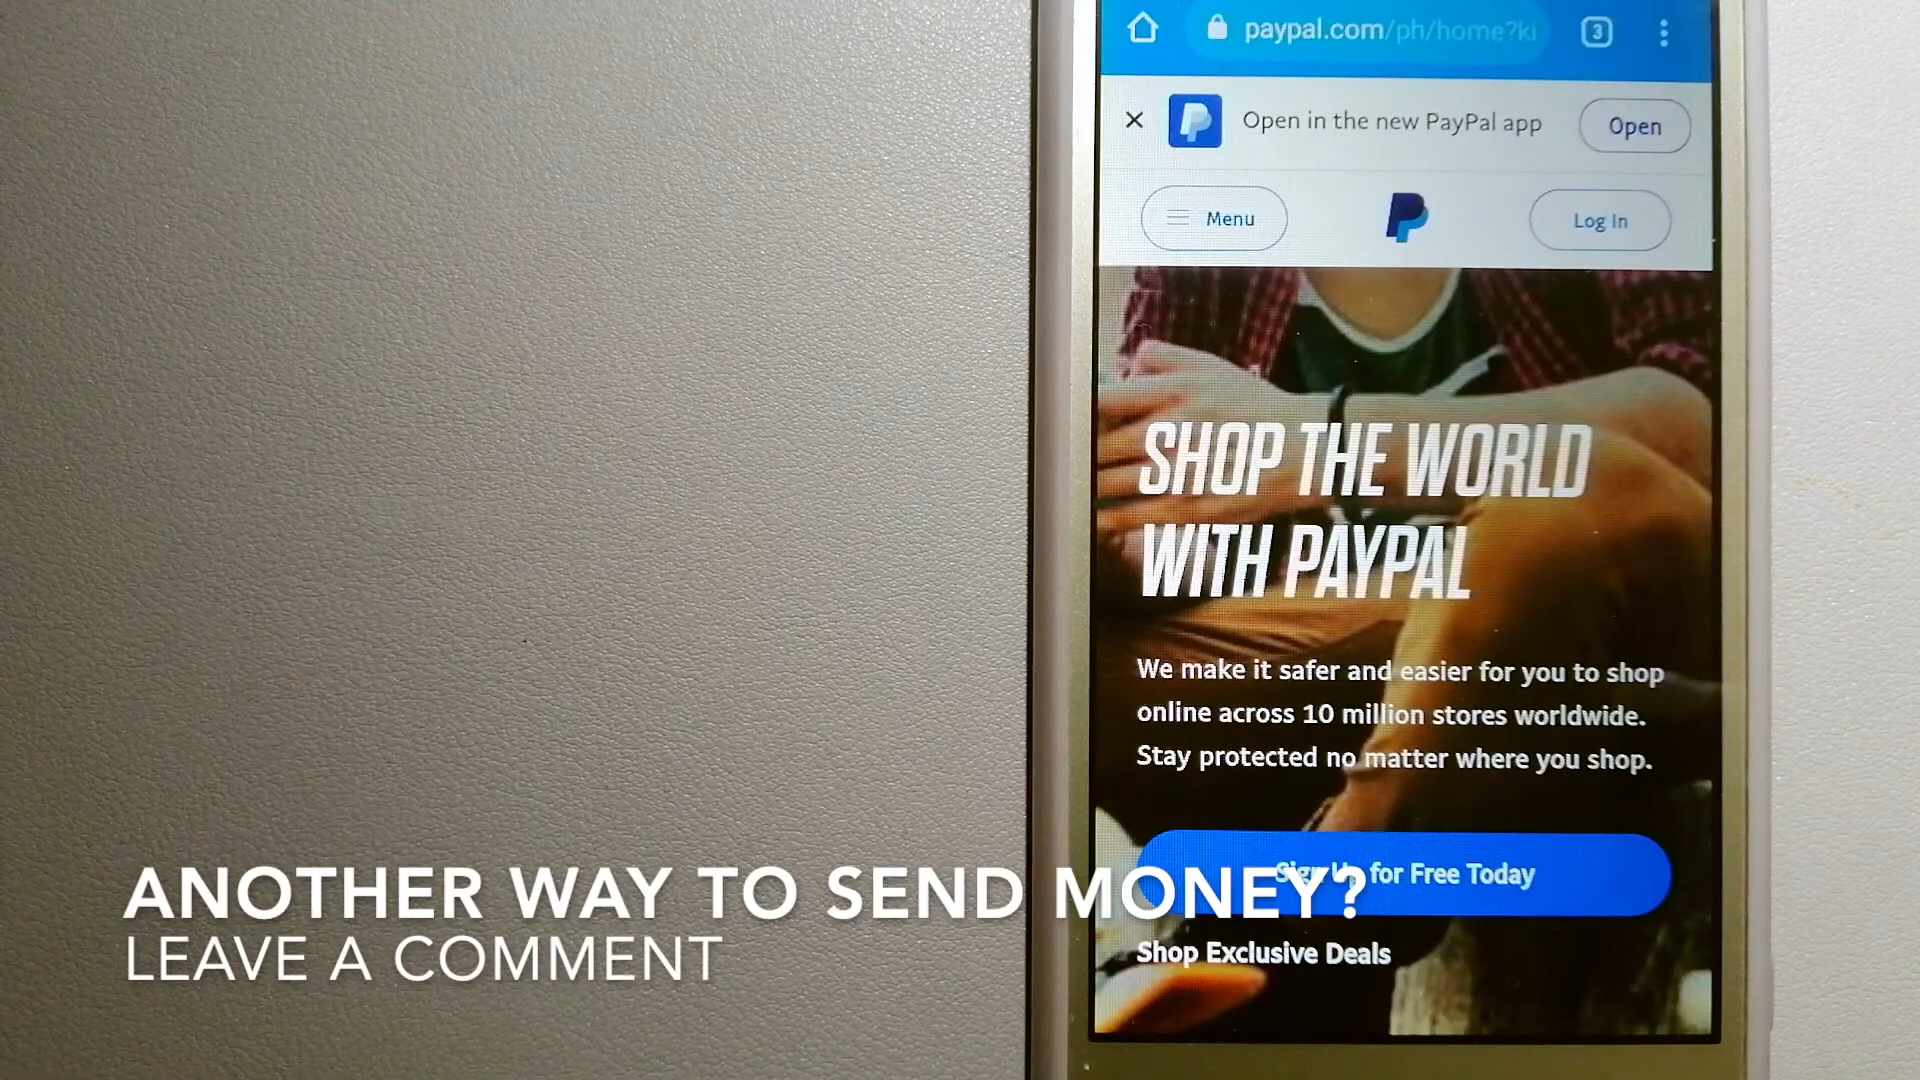 paypal.com/ph/home?ki
3
Open in the new PayPal app
Open
Menu
Log In
SHOP THE WORLD
WITH PAYPAL
We make it safer and easier for you to shop
online across 10 million stores worldwide.
Stay protected no matter where you shop.
Sign Up for Free Today
Shop Exclusive Deals
ANOTHER WAY TO SEND MONEY?
LEAVE A COMMENT